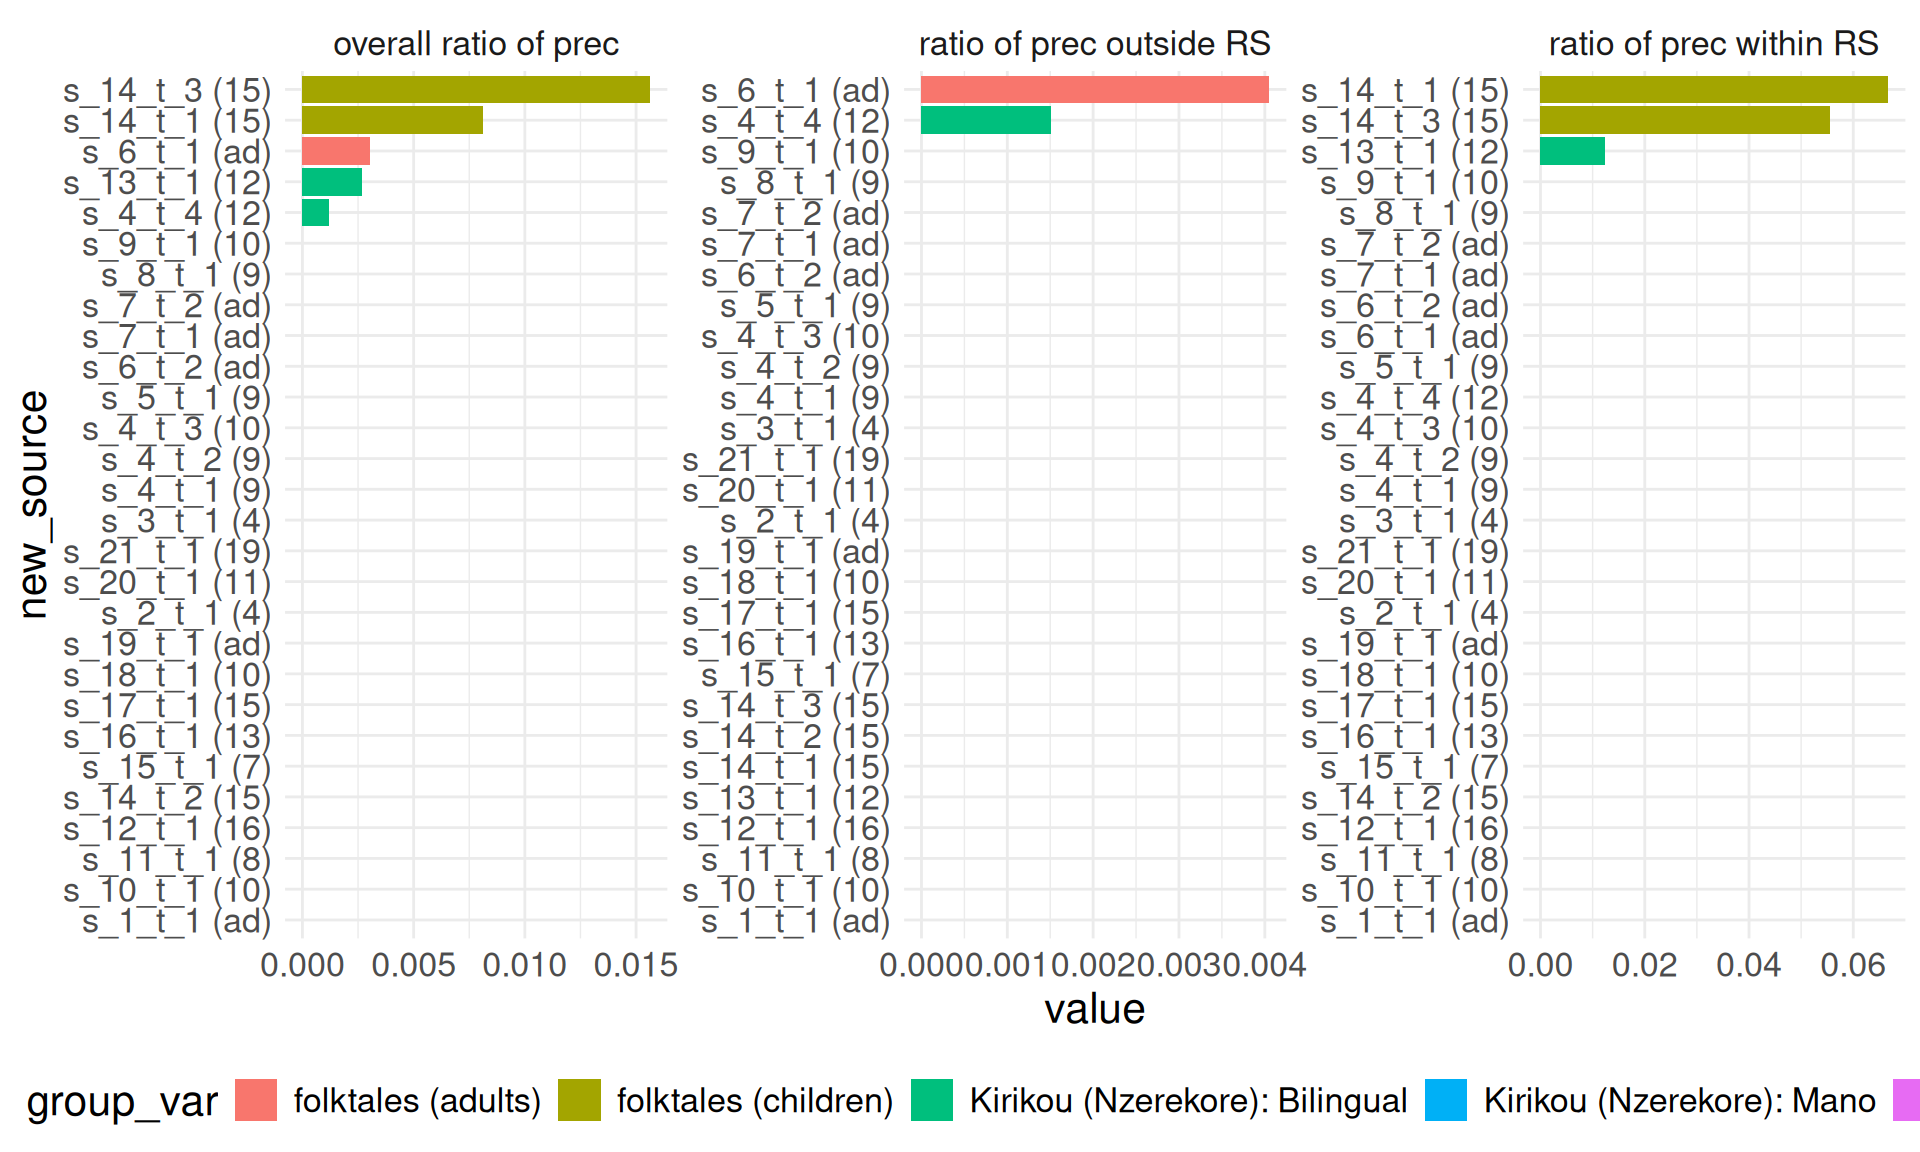 overall ratio of prec
ratio of prec outside RS
ratio of prec within RS
s_14_t_3 (15)
s_14_t_1 (15)
s_6_t_1 (ad)
s_13_t_1 (12)
s_4_t_4 (12)
s_9_t_1 (10)
s_8_t_1 (9)
s_7_t_2 (ad)
s_7_t_1 (ad)
s_6_t_2 (ad)
s_5_t_1 (9)
s_4_t_3 (10)
s_4_t_2 (9)
s_4_t_1 (9)
s_3_t_1 (4)
s_21_t_1 (19)
s_20_t_1 (11)
s_2_t_1 (4)
s_19_t_1 (ad)
s_18_t_1 (10)
s_17_t_1 (15)
s_16_t_1 (13)
s_15_t_1 (7)
s_14_t_2 (15)
s_12_t_1 (16)
s_11_t_1 (8)
s_10_t_1 (10)
s_1_t_1 (ad)
s_6_t_1 (ad)
s_4_t_4 (12)
s_9_t_1 (10)
s_8_t_1 (9)
s_7_t_2 (ad)
s_7_t_1 (ad)
s_6_t_2 (ad)
s_5_t_1 (9)
s_4_t_3 (10)
s_4_t_2 (9)
s_4_t_1 (9)
s_3_t_1 (4)
s_21_t_1 (19)
s_20_t_1 (11)
s_2_t_1 (4)
s_19_t_1 (ad)
s_18_t_1 (10)
s_17_t_1 (15)
s_16_t_1 (13)
s_15_t_1 (7)
s_14_t_3 (15)
s_14_t_2 (15)
s_14_t_1 (15)
s_13_t_1 (12)
s_12_t_1 (16)
s_11_t_1 (8)
s_10_t_1 (10)
s_1_t_1 (ad)
s_14_t_1 (15)
s_14_t_3 (15)
s_13_t_1 (12)
s_9_t_1 (10)
s_8_t_1 (9)
s_7_t_2 (ad)
s_7_t_1 (ad)
s_6_t_2 (ad)
s_6_t_1 (ad)
s_5_t_1 (9)
s_4_t_4 (12)
s_4_t_3 (10)
s_4_t_2 (9)
s_4_t_1 (9)
s_3_t_1 (4)
s_21_t_1 (19)
s_20_t_1 (11)
s_2_t_1 (4)
s_19_t_1 (ad)
s_18_t_1 (10)
s_17_t_1 (15)
s_16_t_1 (13)
s_15_t_1 (7)
s_14_t_2 (15)
s_12_t_1 (16)
s_11_t_1 (8)
s_10_t_1 (10)
s_1_t_1 (ad)
new_source
0.000 0.005 0.010 0.015
0.000 0.001 0.002 0.003 0.004
0.00 0.02 0.04 0.06
value
group_var folktales (adults) folktales (children) Kirikou (Nzerekore): Bilingual Kirikou (Nzerekore): Mano